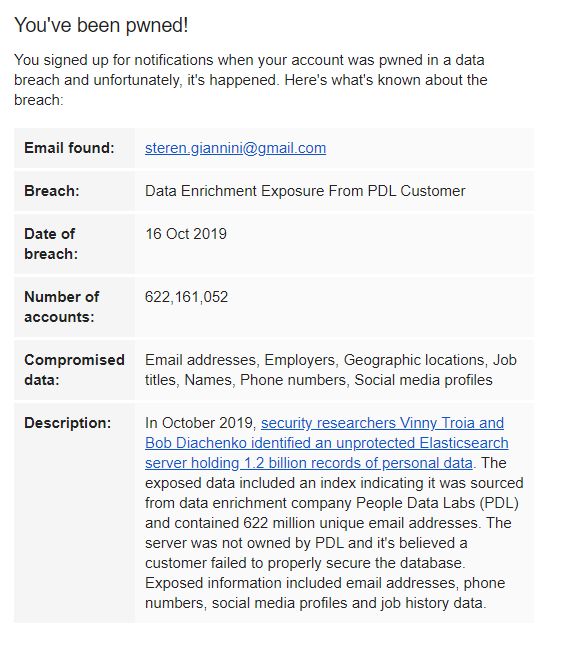 You've been pwned!
You signed up for notifications when your account was pwned in a data
breach and unfortunately, it's happened. Here's what's known about the
breach:
Email found: steren.giannini@gmail.com
Breach: Data Enrichment Exposure From PDL Customer
Date of breach: 16 Oct 2019
Number of accounts: 622,161,052
Compromised data: Email addresses, Employers, Geographic locations, Job
titles, Names, Phone numbers, Social media profiles
Description: In October 2019, security researchers Vinny Troia and
Bob Diachenko identified an unprotected Elasticsearch
server holding 1.2 billion records of personal data. The
exposed data included an index indicating it was sourced
from data enrichment company People Data Labs (PDL)
and contained 622 million unique email addresses. The
server was not owned by PDL and it's believed a
customer failed to properly secure the database.
Exposed information included email addresses, phone
numbers, social media profiles and job history data.